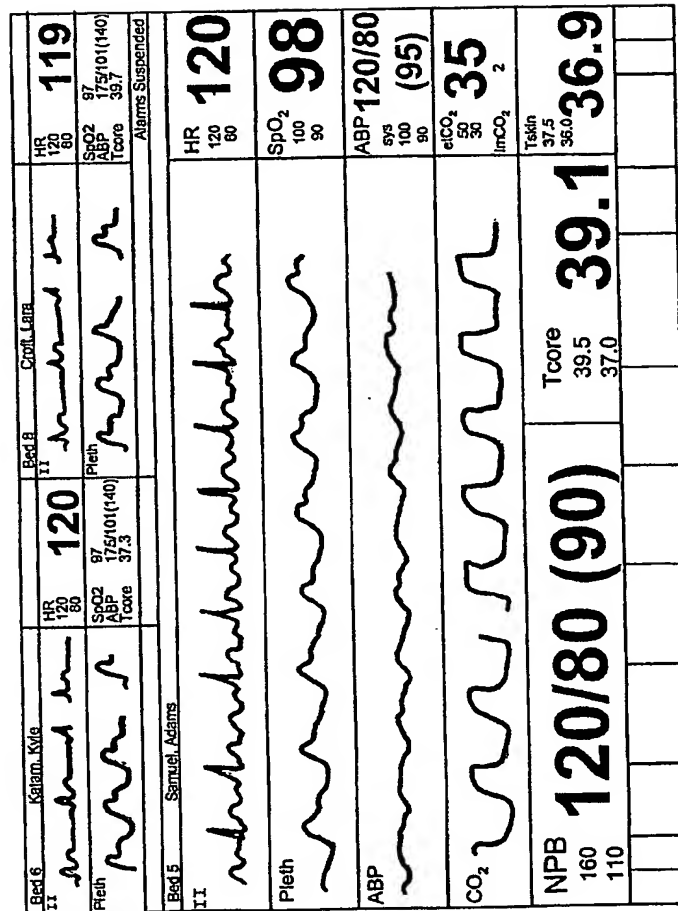 Bed 6 Katam, Kyle
II
HR
120
60
120
Pleth
SpO2 97
ABP 175/101(140)
Tcore 37.3
Bed 8 Croft, Lara
II
HR
120
60
119
Pleth
SpO2 97
ABP 175/101(140)
Tcore 39.7
Alarms Suspended
Bed 5 Samuel, Adams
II
HR 120
120
60
Pleth
SpO2 98
100
90
ABP
ABP 120/80
sys (95)
100
90
CO2
etCO2 35
50
30
ImCO2 2
NPB 120/80 (90)
160
110
Tcore 39.1
39.5
37.0
Tskin 36.9
37.5
36.0